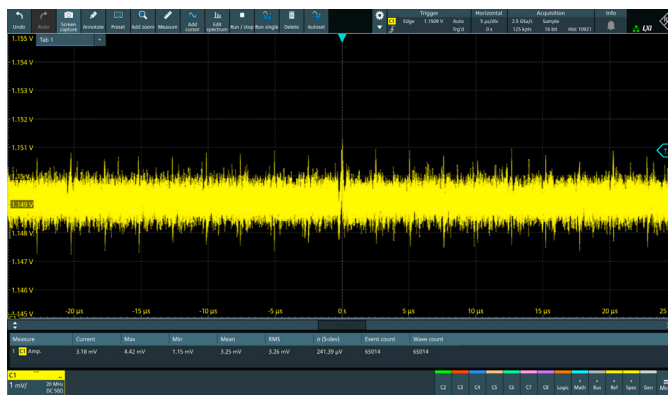 Undo Redo Screen capture Annotate Preset Add zoom Measure Add cursor Edit spectrum Run / stop Run single Delete Autoset
Trigger Horizontal Acquisition Info
C1 Edge 1.1509 V Auto 5 µs/div 2.5 GSa/s Sample
Trig'd 0 s 125 kpts 16 bit Hist 10921 LXI
1.155 V Tab 1 +
1.154 V
1.153 V
1.152 V
1.151 V
1.15 V
1.149 V
1.148 V
1.147 V
1.146 V
1.145 V -20 µs -15 µs -10 µs -5 µs 0 s 5 µs 10 µs 15 µs 20 µs
Measure Current Max Min Mean RMS σ (S-dev) Event count Wave count
1 C1 Amp. 3.18 mV 4.42 mV 1.15 mV 3.25 mV 3.26 mV 241.39 µV 65014 65014
C1
1 mV/ 20 MHz
DC 50Ω
C2 C3 C4 C5 C6 C7 C8 Logic Math Bus Ref Spec Gen